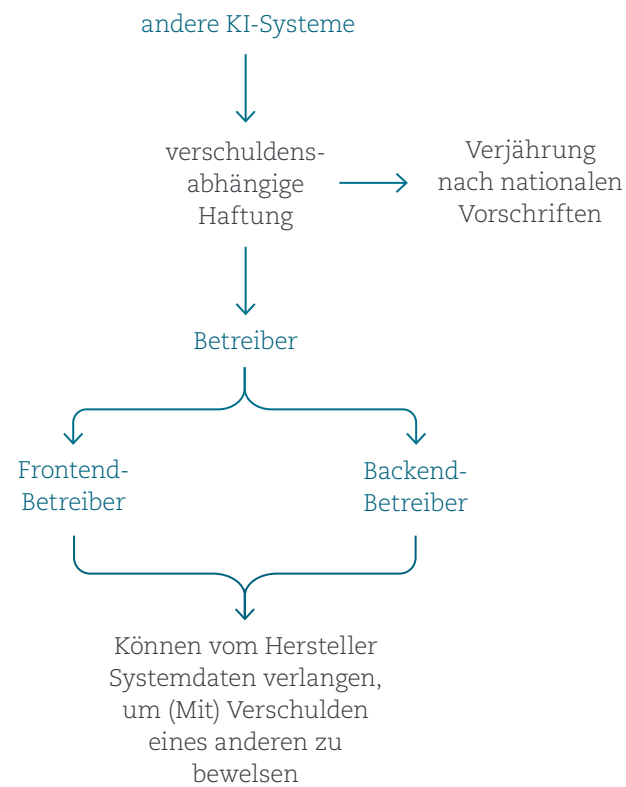 andere KI-Systeme
verschuldens-
abhängige
Haftung
Verjährung
nach nationalen
Vorschriften
Betreiber
Frontend-
Betreiber
Backend-
Betreiber
Können vom Hersteller
Systemdaten verlangen,
um (Mit) Verschulden
eines anderen zu
bewelsen